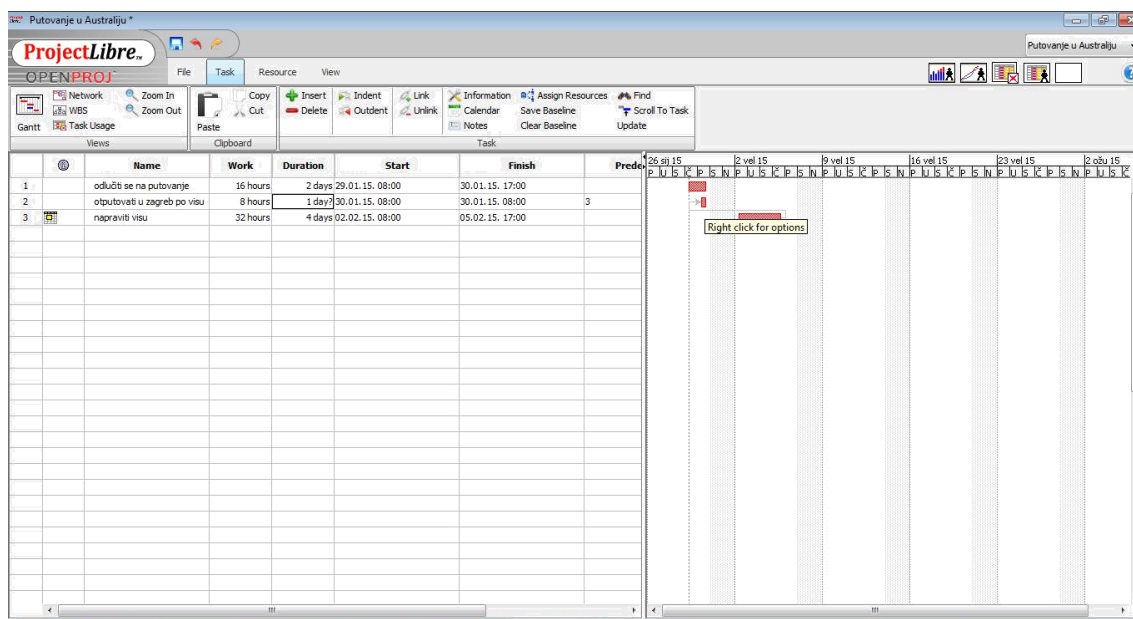 Putovanje u Australiju *
ProjectLibre
OPENPROJ
Putovanje u Australiju
File Task Resource View
Network Zoom In Copy Insert Indent Link Information Assign Resources Find
WBS Zoom Out Cut Delete Outdent Unlink Calendar Save Baseline Scroll To Task
Gantt Task Usage Paste Notes Clear Baseline Update
Views Clipboard Task
Name Work Duration Start Finish Prede
26 sij 15 2 vel 15 9 vel 15 16 vel 15 23 vel 15 2 ožu 15
P U S Č P S N P U S Č P S N P U S Č P S N P U S Č P S N P U S Č P S N P U S Č
1 odlučiti se na putovanje 16 hours 2 days 29.01.15. 08:00 30.01.15. 17:00
2 otputovati u zagreb po visu 8 hours 1 day? 30.01.15. 08:00 30.01.15. 08:00 3
3 napraviti visu 32 hours 4 days 02.02.15. 08:00 05.02.15. 17:00
Right click for options